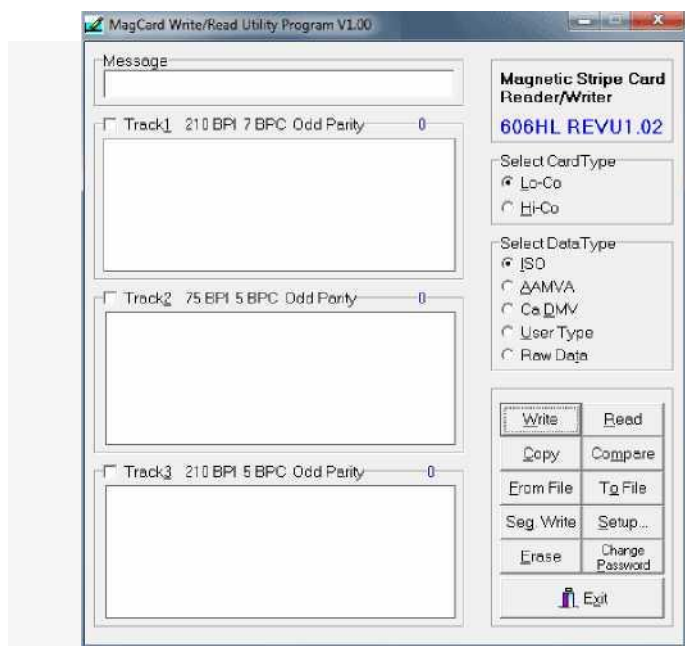 MagCard Write/Read Utility Program V1.00
Message
Track1 210 BPI 7 BPC Odd Parity 0
Track2 75 BPI 5 BPC Odd Parity 0
Track3 210 BPI 5 BPC Odd Parity 0
Magnetic Stripe Card
Reader/Writer
606HL REVU1.02
Select CardType
Lo-Co
Hi-Co
Select DataType
ISO
AAMVA
Ca DMV
User Type
Raw Data
Write Read
Copy Compare
From File To File
Seg. Write Setup...
Erase Change
Password
Exit